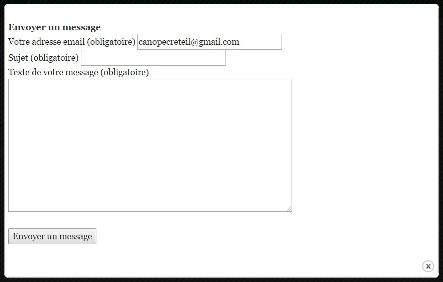 Envoyer un message
Votre adresse email (obligatoire) canopecreteil@gmail.com
Sujet (obligatoire)
Texte de votre message (obligatoire)
Envoyer un message